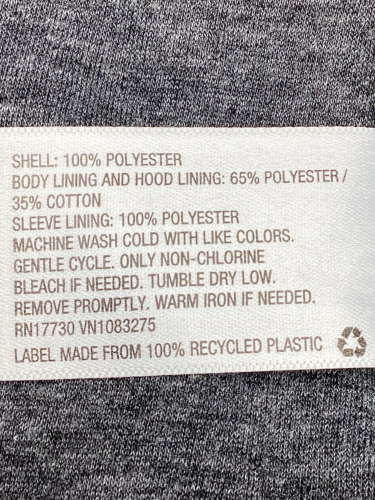 SHELL: 100% POLYESTER
BODY LINING AND HOOD LINING: 65% POLYESTER /
35% COTTON
SLEEVE LINING: 100% POLYESTER
MACHINE WASH COLD WITH LIKE COLORS.
GENTLE CYCLE. ONLY NON-CHLORINE
BLEACH IF NEEDED. TUMBLE DRY LOW.
REMOVE PROMPTLY. WARM IRON IF NEEDED.
RN17730 VN1083275
LABEL MADE FROM 100% RECYCLED PLASTIC